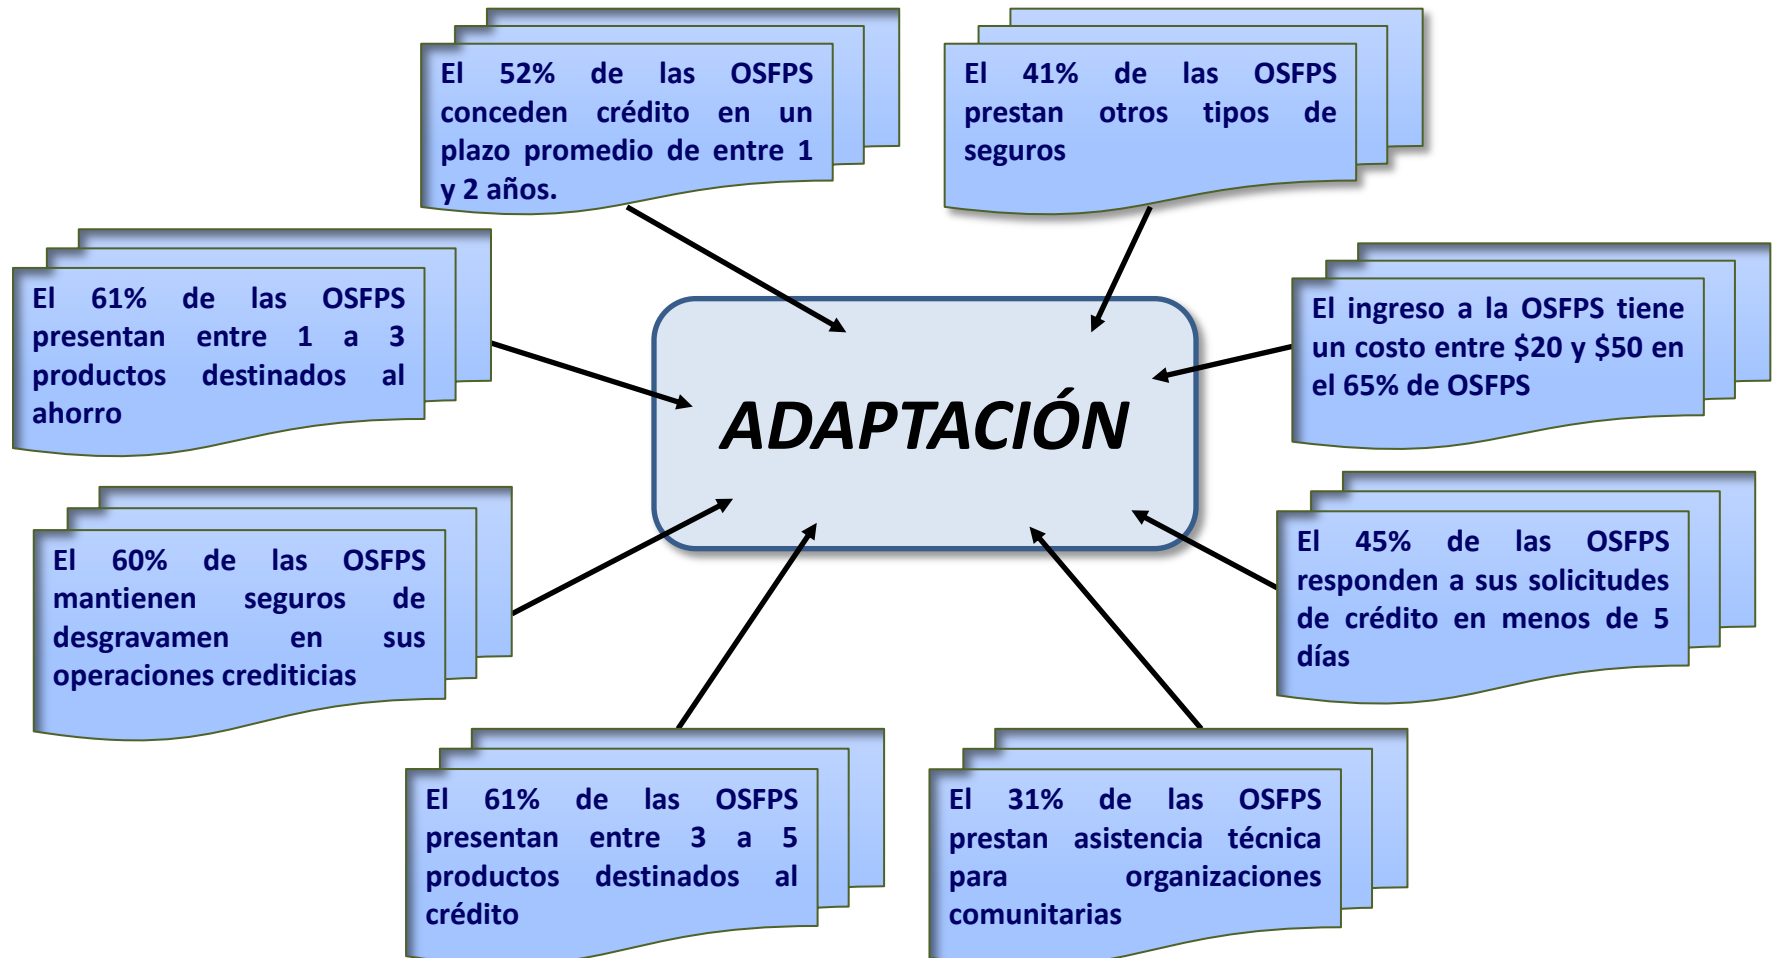 El 52% de las OSFPS
conceden crédito en un
plazo promedio de entre 1
y 2 años.
El 41% de las OSFPS
prestan otros tipos de
seguros
El 61% de las OSFPS
presentan entre 1 a 3
productos destinados al
ahorro
El ingreso a la OSFPS tiene
un costo entre $20 y $50 en
el 65% de OSFPS
ADAPTACIÓN
El 60% de las OSFPS
mantienen seguros de
desgravamen en sus
operaciones crediticias
El 45% de las OSFPS
responden a sus solicitudes
de crédito en menos de 5
días
El 61% de las OSFPS
presentan entre 3 a 5
productos destinados al
crédito
El 31% de las OSFPS
prestan asistencia técnica
para organizaciones
comunitarias